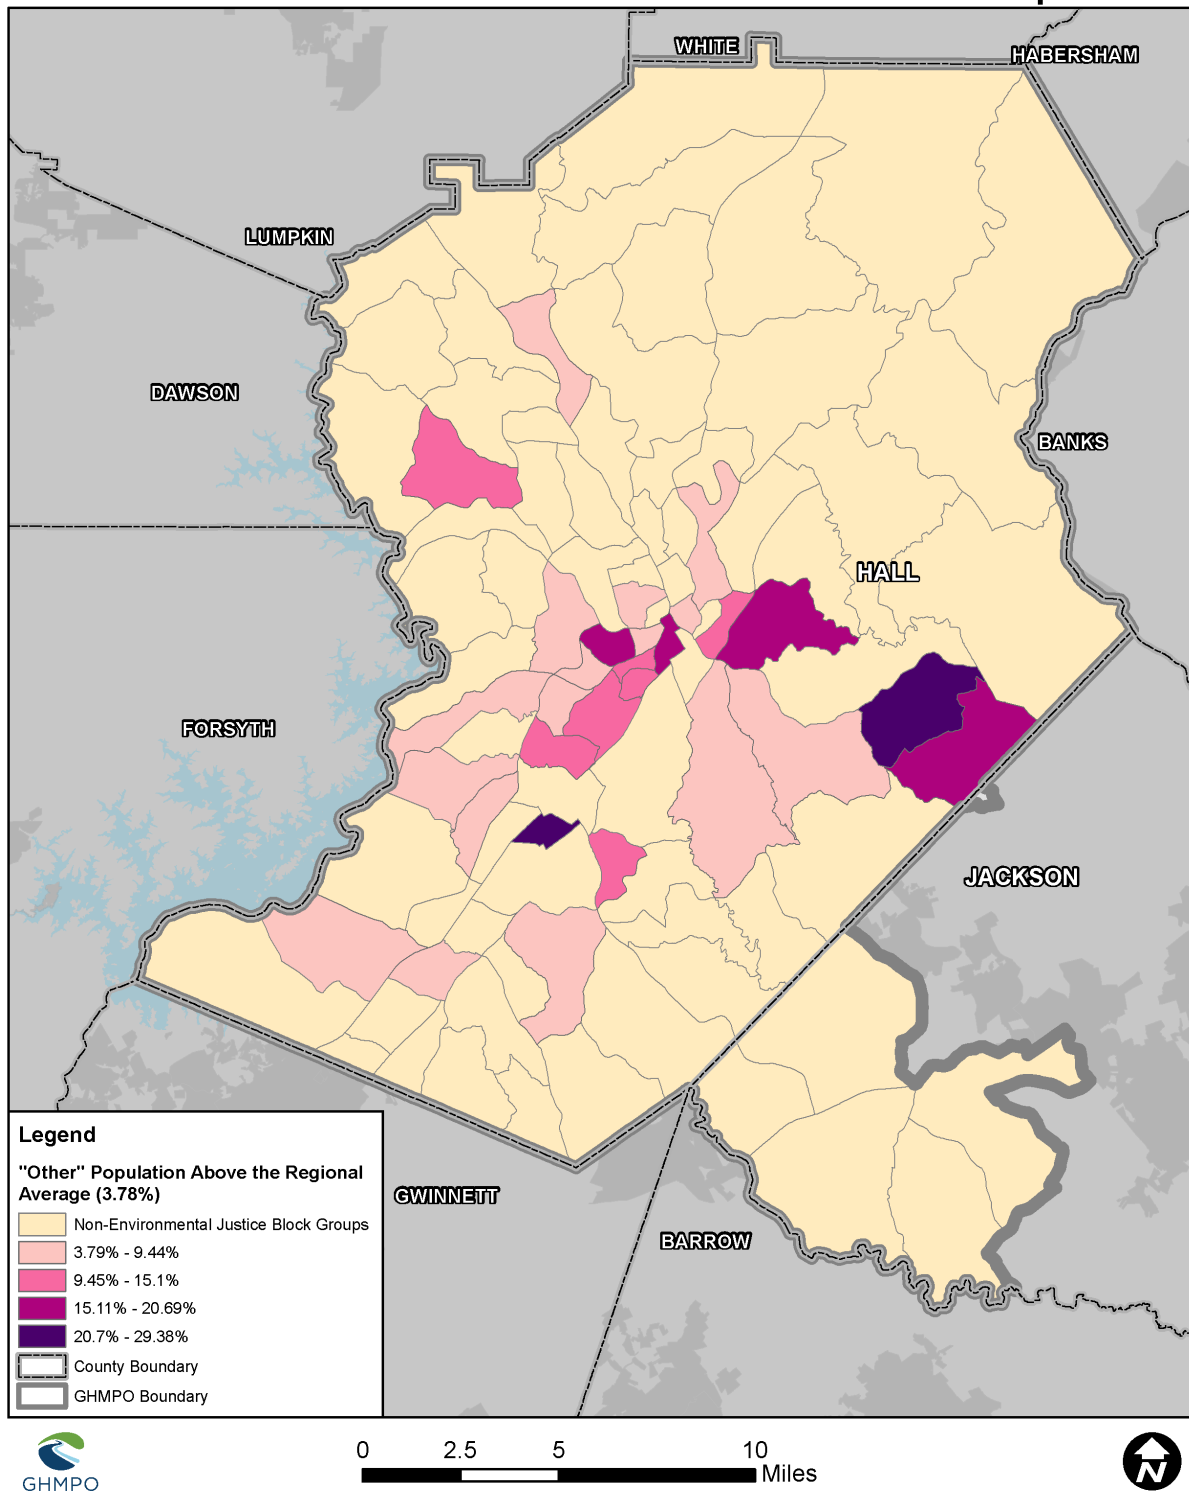 WHITE
HABERSHAM
LUMPKIN
DAWSON
BANKS
HALL
FORSYTH
JACKSON
GWINNETT
BARROW
Legend
"Other" Population Above the Regional
Average (3.78%)
Non-Environmental Justice Block Groups
3.79% - 9.44%
9.45% - 15.1%
15.11% - 20.69%
20.7% - 29.38%
County Boundary
GHMPO Boundary
GHMPO
0 2.5 5 10
Miles
N